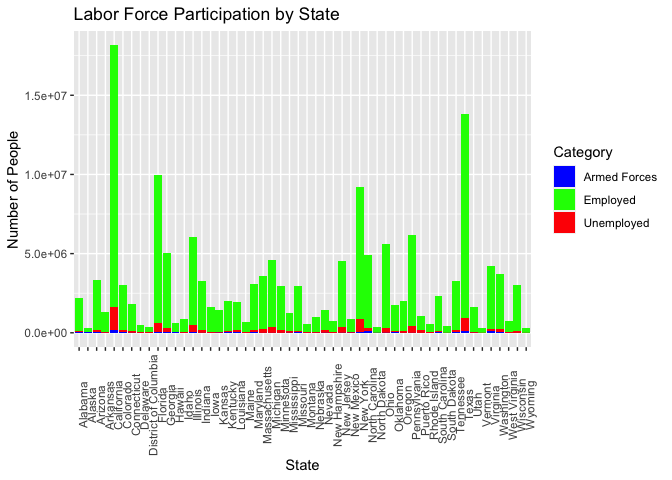 Labor Force Participation by State
Number of People
1.5e+07
1.0e+07
5.0e+06
0.0e+00
Alabama
Alaska
Arizona
Arkansas
California
Colorado
Connecticut
Delaware
District of Columbia
Florida
Georgia
Hawaii
Idaho
Illinois
Indiana
Iowa
Kansas
Kentucky
Louisiana
Maine
Maryland
Massachusetts
Michigan
Minnesota
Mississippi
Missouri
Montana
Nebraska
Nevada
New Hampshire
New Jersey
New Mexico
New York
North Carolina
North Dakota
Ohio
Oklahoma
Oregon
Pennsylvania
Puerto Rico
Rhode Island
South Carolina
South Dakota
Tennessee
Texas
Utah
Vermont
Virginia
Washington
West Virginia
Wisconsin
Wyoming
State
Category
Armed Forces
Employed
Unemployed